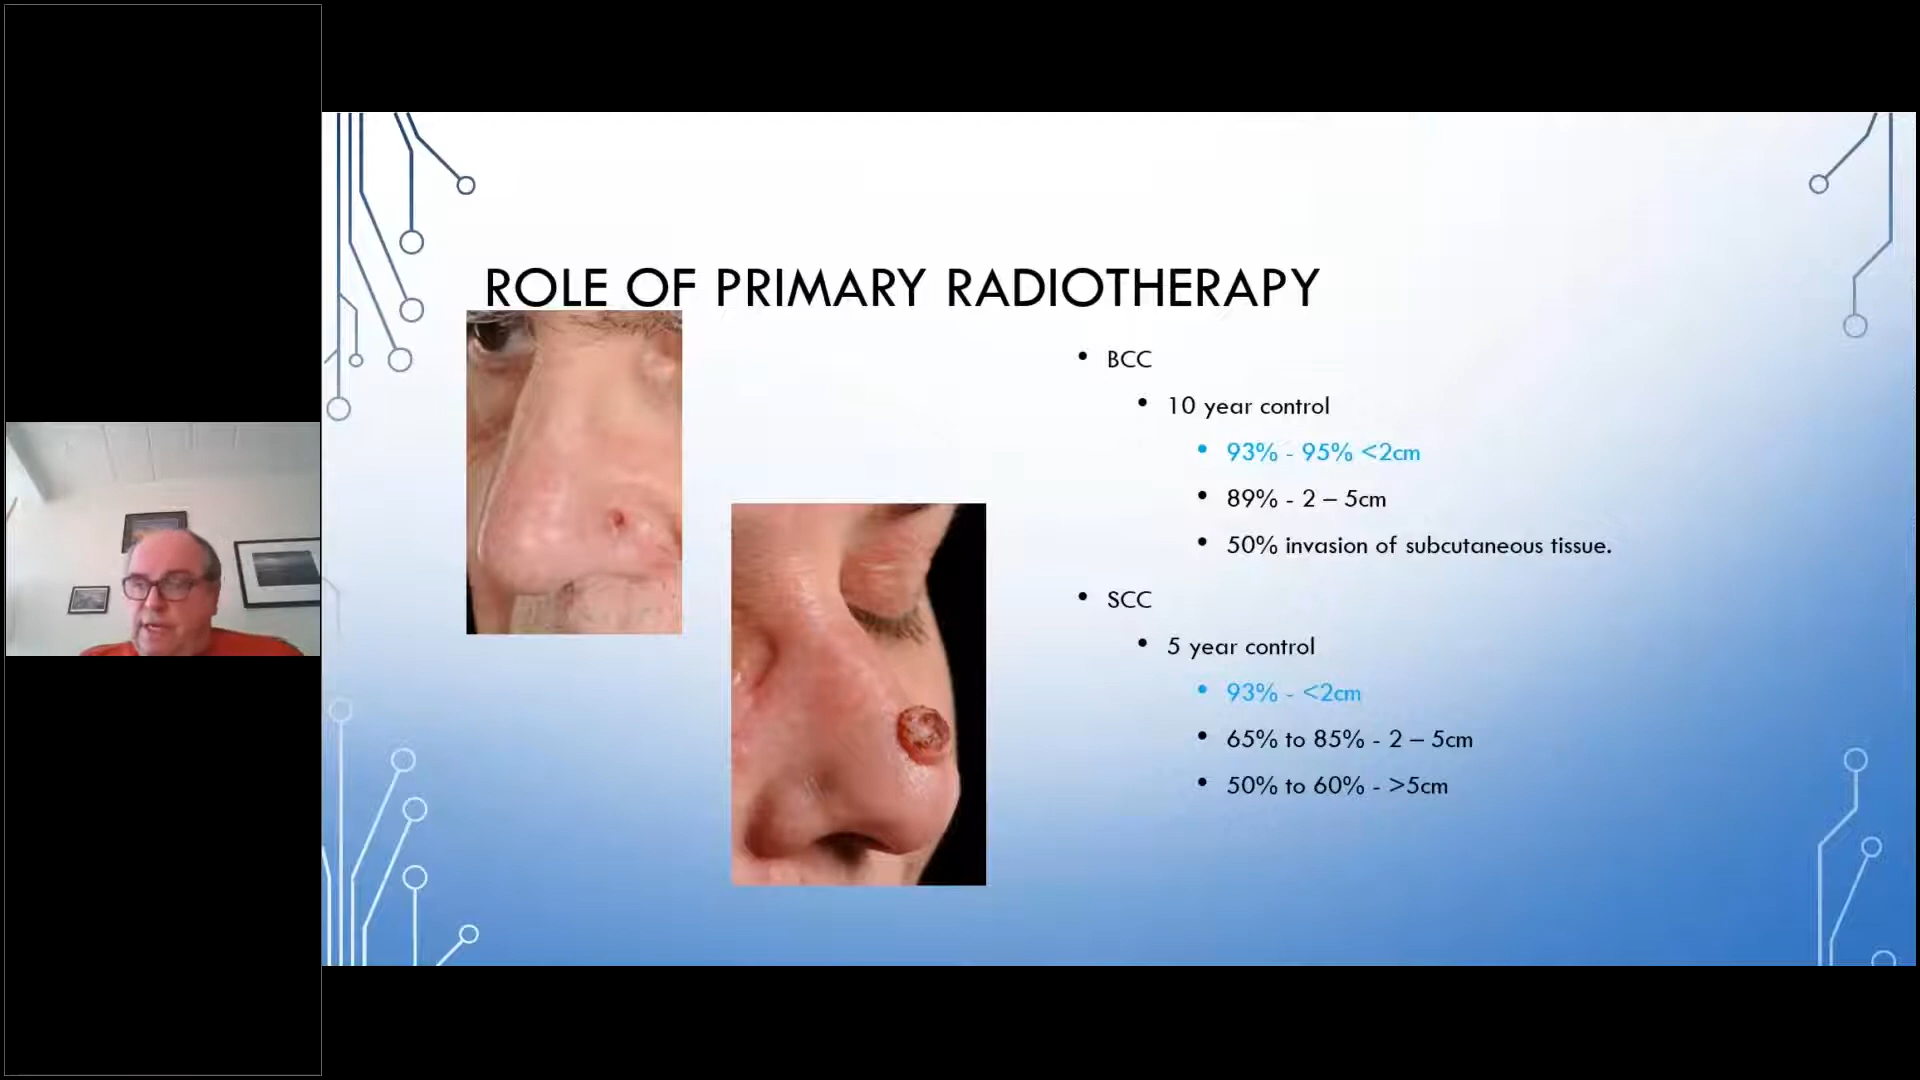 ROLE OF PRIMARY RADIOTHERAPY
• BCC
• 10 year control
• 93% - 95% <2cm
• 89% - 2 – 5cm
• 50% invasion of subcutaneous tissue.
• SCC
• 5 year control
• 93% - <2cm
• 65% to 85% - 2 – 5cm
• 50% to 60% - >5cm